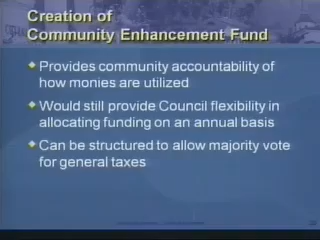 Creation of
Community Enhancement Fund
Provides community accountability of
how monies are utilized
Would still provide Council flexibility in
allocating funding on an annual basis
Can be structured to allow majority vote
for general taxes